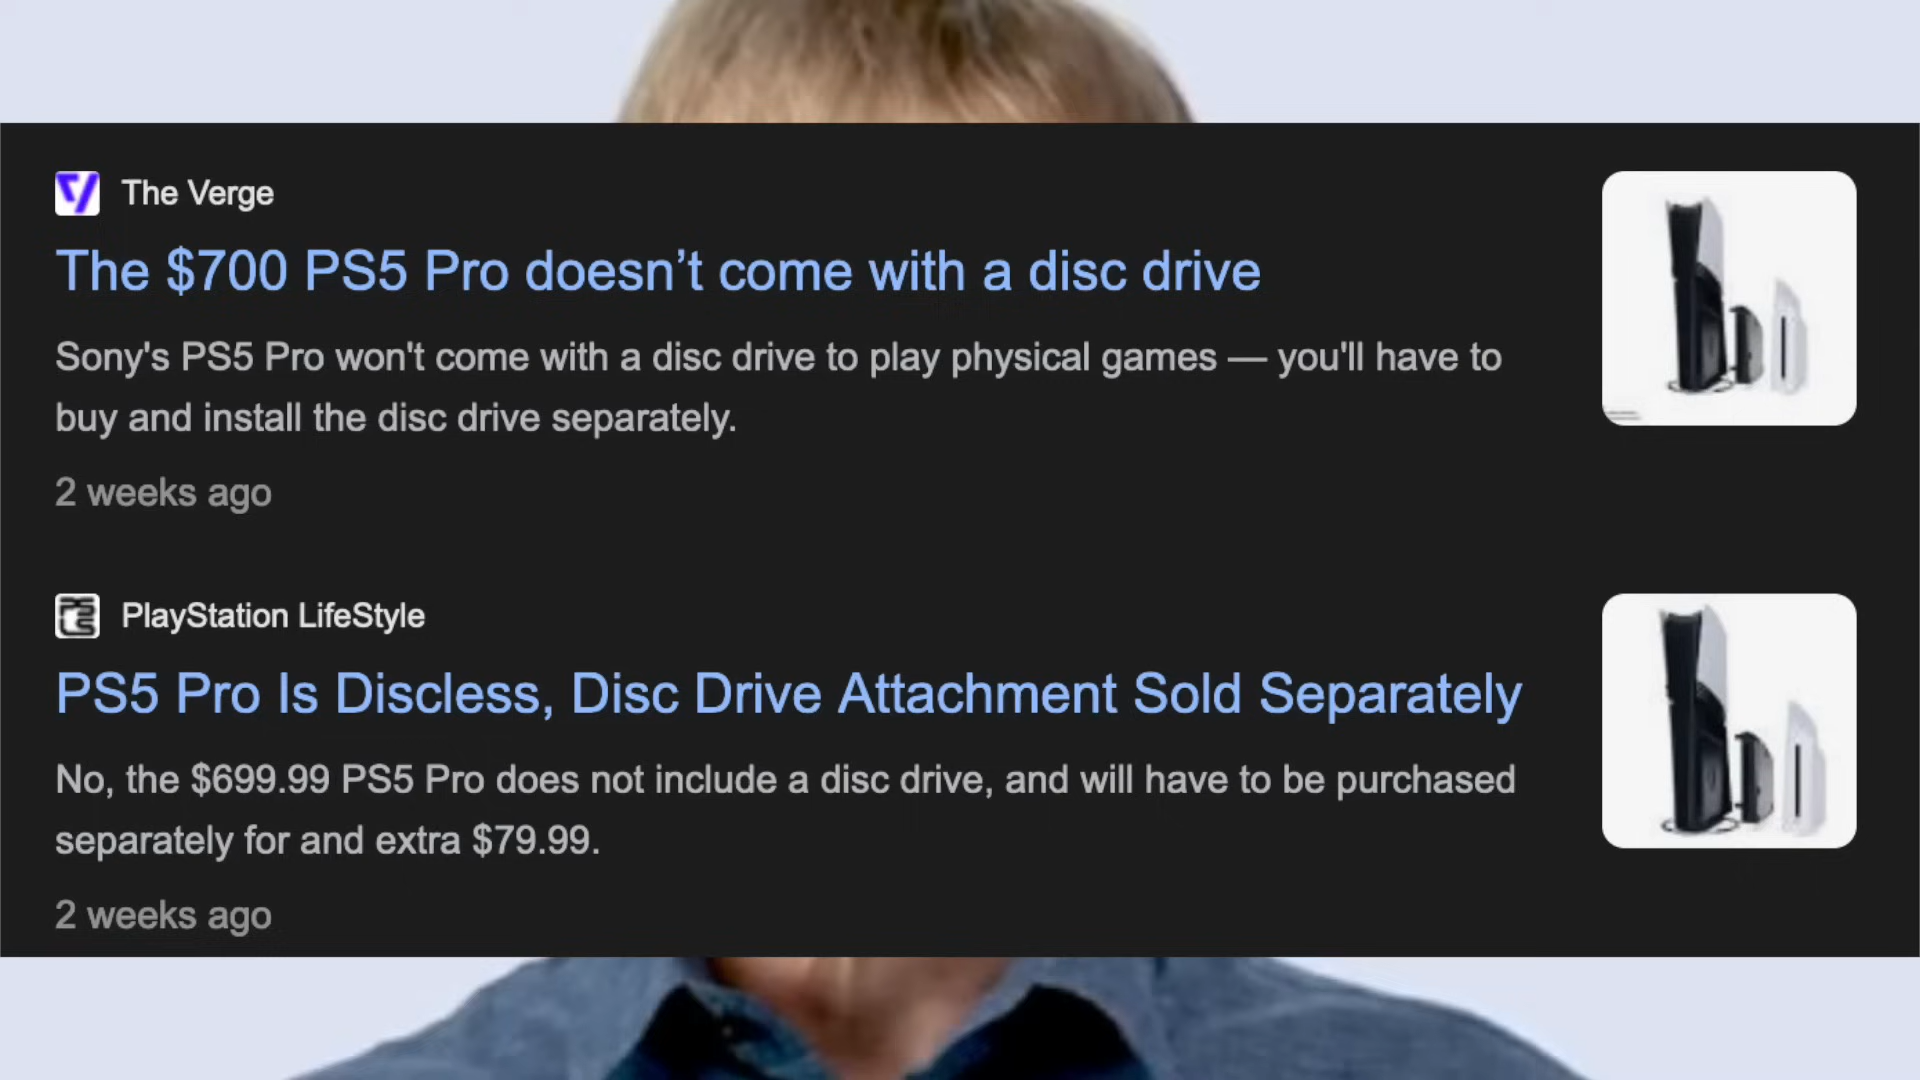 The Verge
The $700 PS5 Pro doesn’t come with a disc drive
Sony's PS5 Pro won't come with a disc drive to play physical games — you'll have to
buy and install the disc drive separately.
2 weeks ago
PlayStation LifeStyle
PS5 Pro Is Discless, Disc Drive Attachment Sold Separately
No, the $699.99 PS5 Pro does not include a disc drive, and will have to be purchased
separately for and extra $79.99.
2 weeks ago